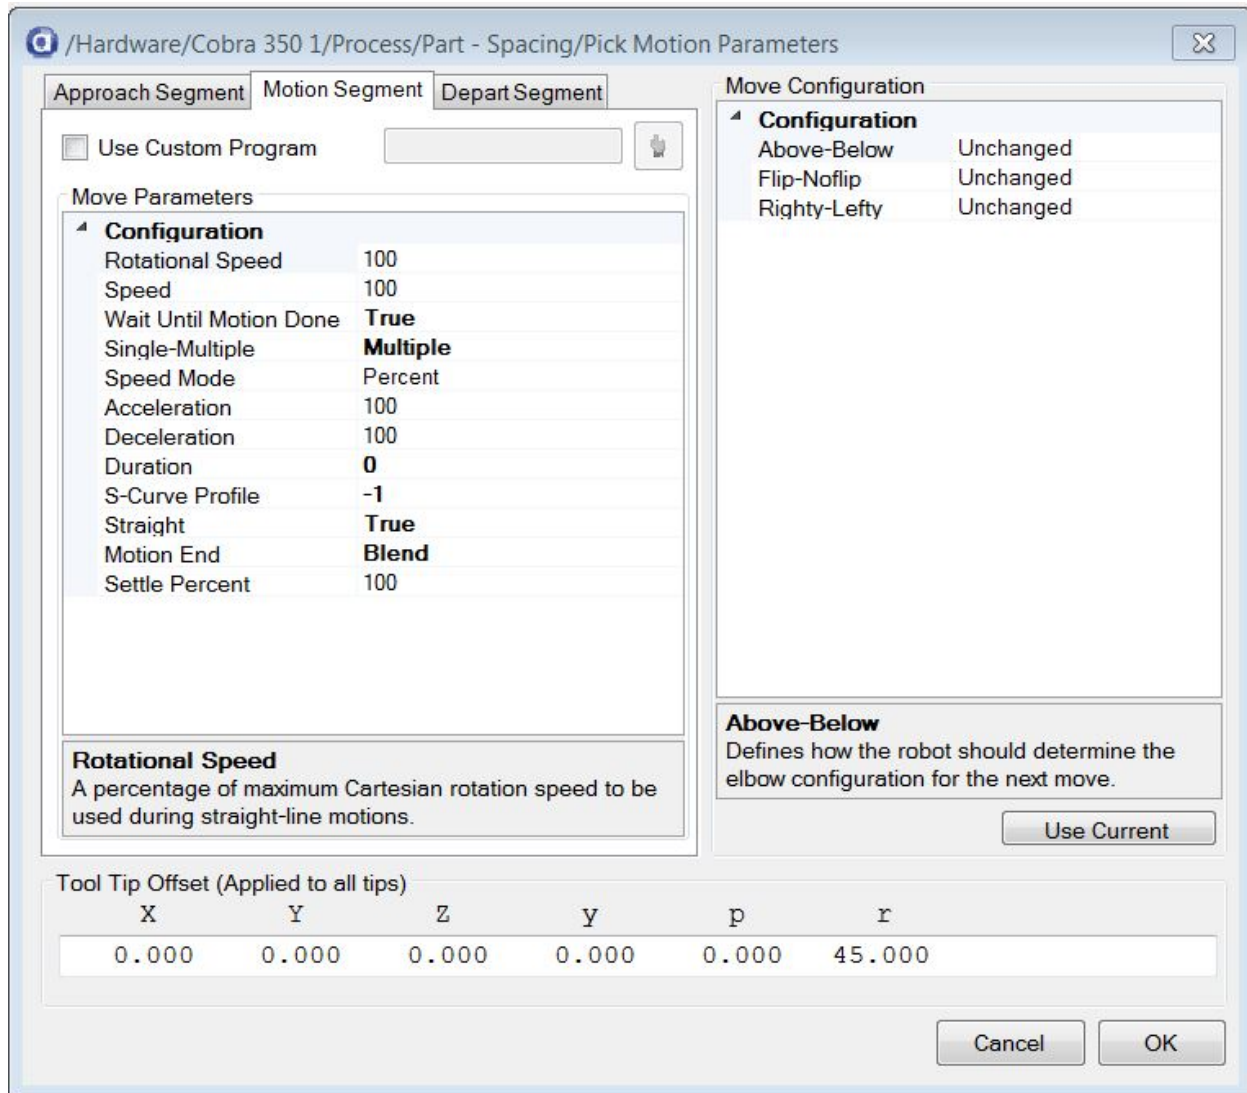 /Hardware/Cobra 350 1/Process/Part - Spacing/Pick Motion Parameters
Approach Segment Motion Segment Depart Segment
Use Custom Program
Move Parameters
Configuration
Rotational Speed 100
Speed 100
Wait Until Motion Done True
Single-Multiple Multiple
Speed Mode Percent
Acceleration 100
Deceleration 100
Duration 0
S-Curve Profile -1
Straight True
Motion End Blend
Settle Percent 100
Rotational Speed
A percentage of maximum Cartesian rotation speed to be
used during straight-line motions.
Move Configuration
Configuration
Above-Below Unchanged
Flip-Noflip Unchanged
Righty-Lefty Unchanged
Above-Below
Defines how the robot should determine the
elbow configuration for the next move.
Use Current
Tool Tip Offset (Applied to all tips)
X Y Z y p r
0.000 0.000 0.000 0.000 0.000 45.000
Cancel OK